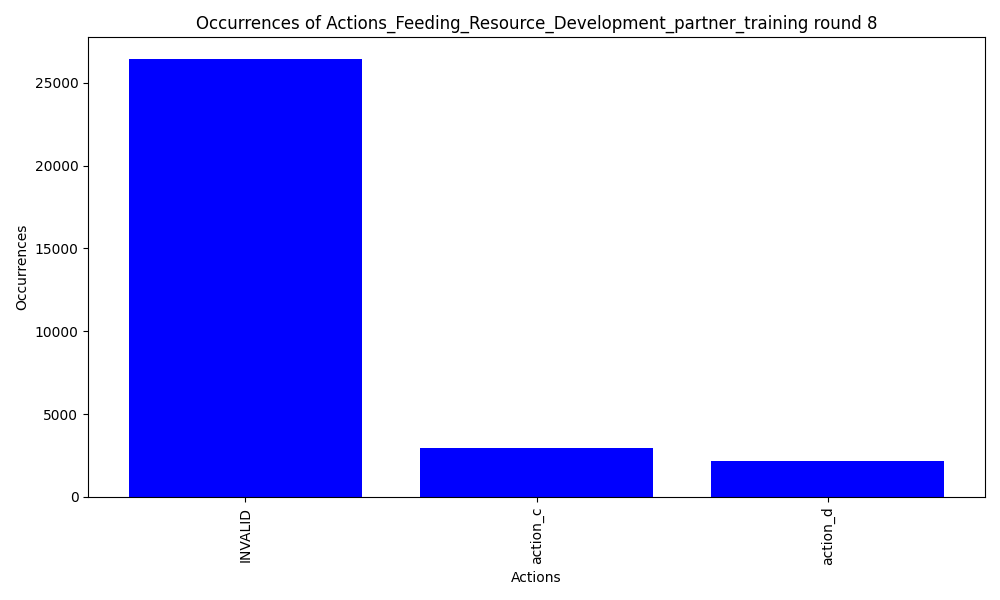 Occurrences of Actions_Feeding_Resource_Development_partner_training round 8
25000
20000
15000
10000
5000
0
Occurrences
INVALID
action_c
action_d
Actions